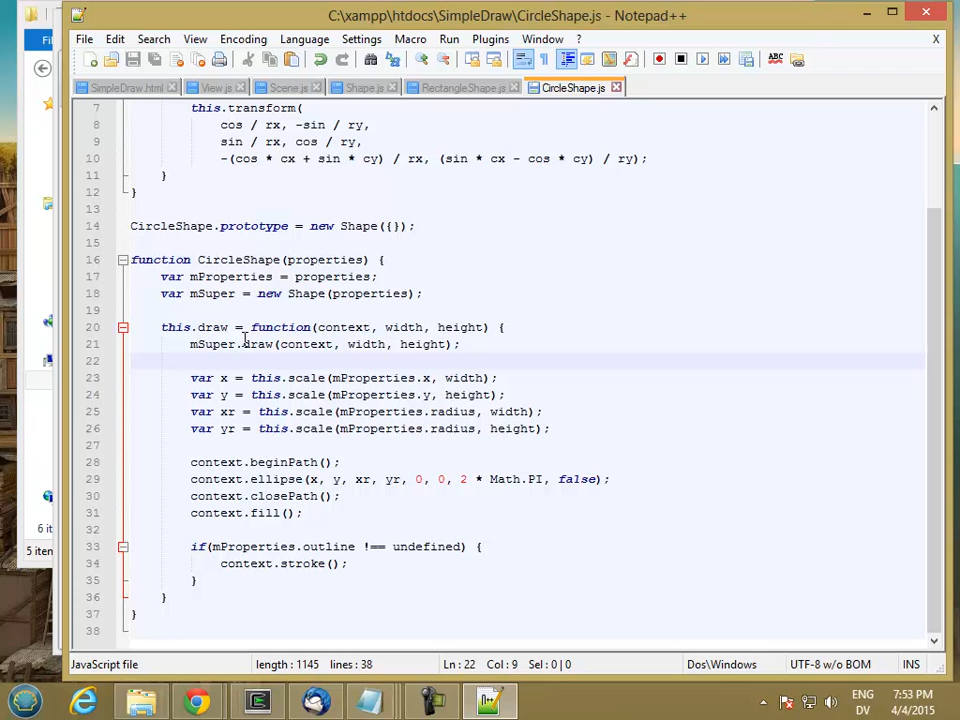 C:\xampp\htdocs\SimpleDraw\CircleShape.js - Notepad++
File Edit Search View Encoding Language Settings Macro Run Plugins Window ? X
SimpleDraw.html View.js Scene.js Shape.js RectangleShape.js CircleShape.js
7 this.transform(
8 cos / rx, -sin / ry,
9 sin / rx, cos / ry,
10 -(cos * cx + sin * cy) / rx, (sin * cx - cos * cy) / ry);
11 }
12 }
13
14 CircleShape.prototype = new Shape({});
15
16 function CircleShape(properties) {
17 var mProperties = properties;
18 var mSuper = new Shape(properties);
19
20 this.draw = function(context, width, height) {
21 mSuper.draw(context, width, height);
22
23 var x = this.scale(mProperties.x, width);
24 var y = this.scale(mProperties.y, height);
25 var xr = this.scale(mProperties.radius, width);
26 var yr = this.scale(mProperties.radius, height);
27
28 context.beginPath();
29 context.ellipse(x, y, xr, yr, 0, 0, 2 * Math.PI, false);
30 context.closePath();
31 context.fill();
32
33 if(mProperties.outline !== undefined) {
34 context.stroke();
35 }
36 }
37 }
38
6 it
5 iten
JavaScript file length : 1145 lines : 38 Ln : 22 Col : 9 Sel : 0 | 0 Dos\Windows UTF-8 w/o BOM INS
ENG 7:53 PM
DV 4/4/2015